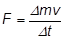 F = Δmv
Δt